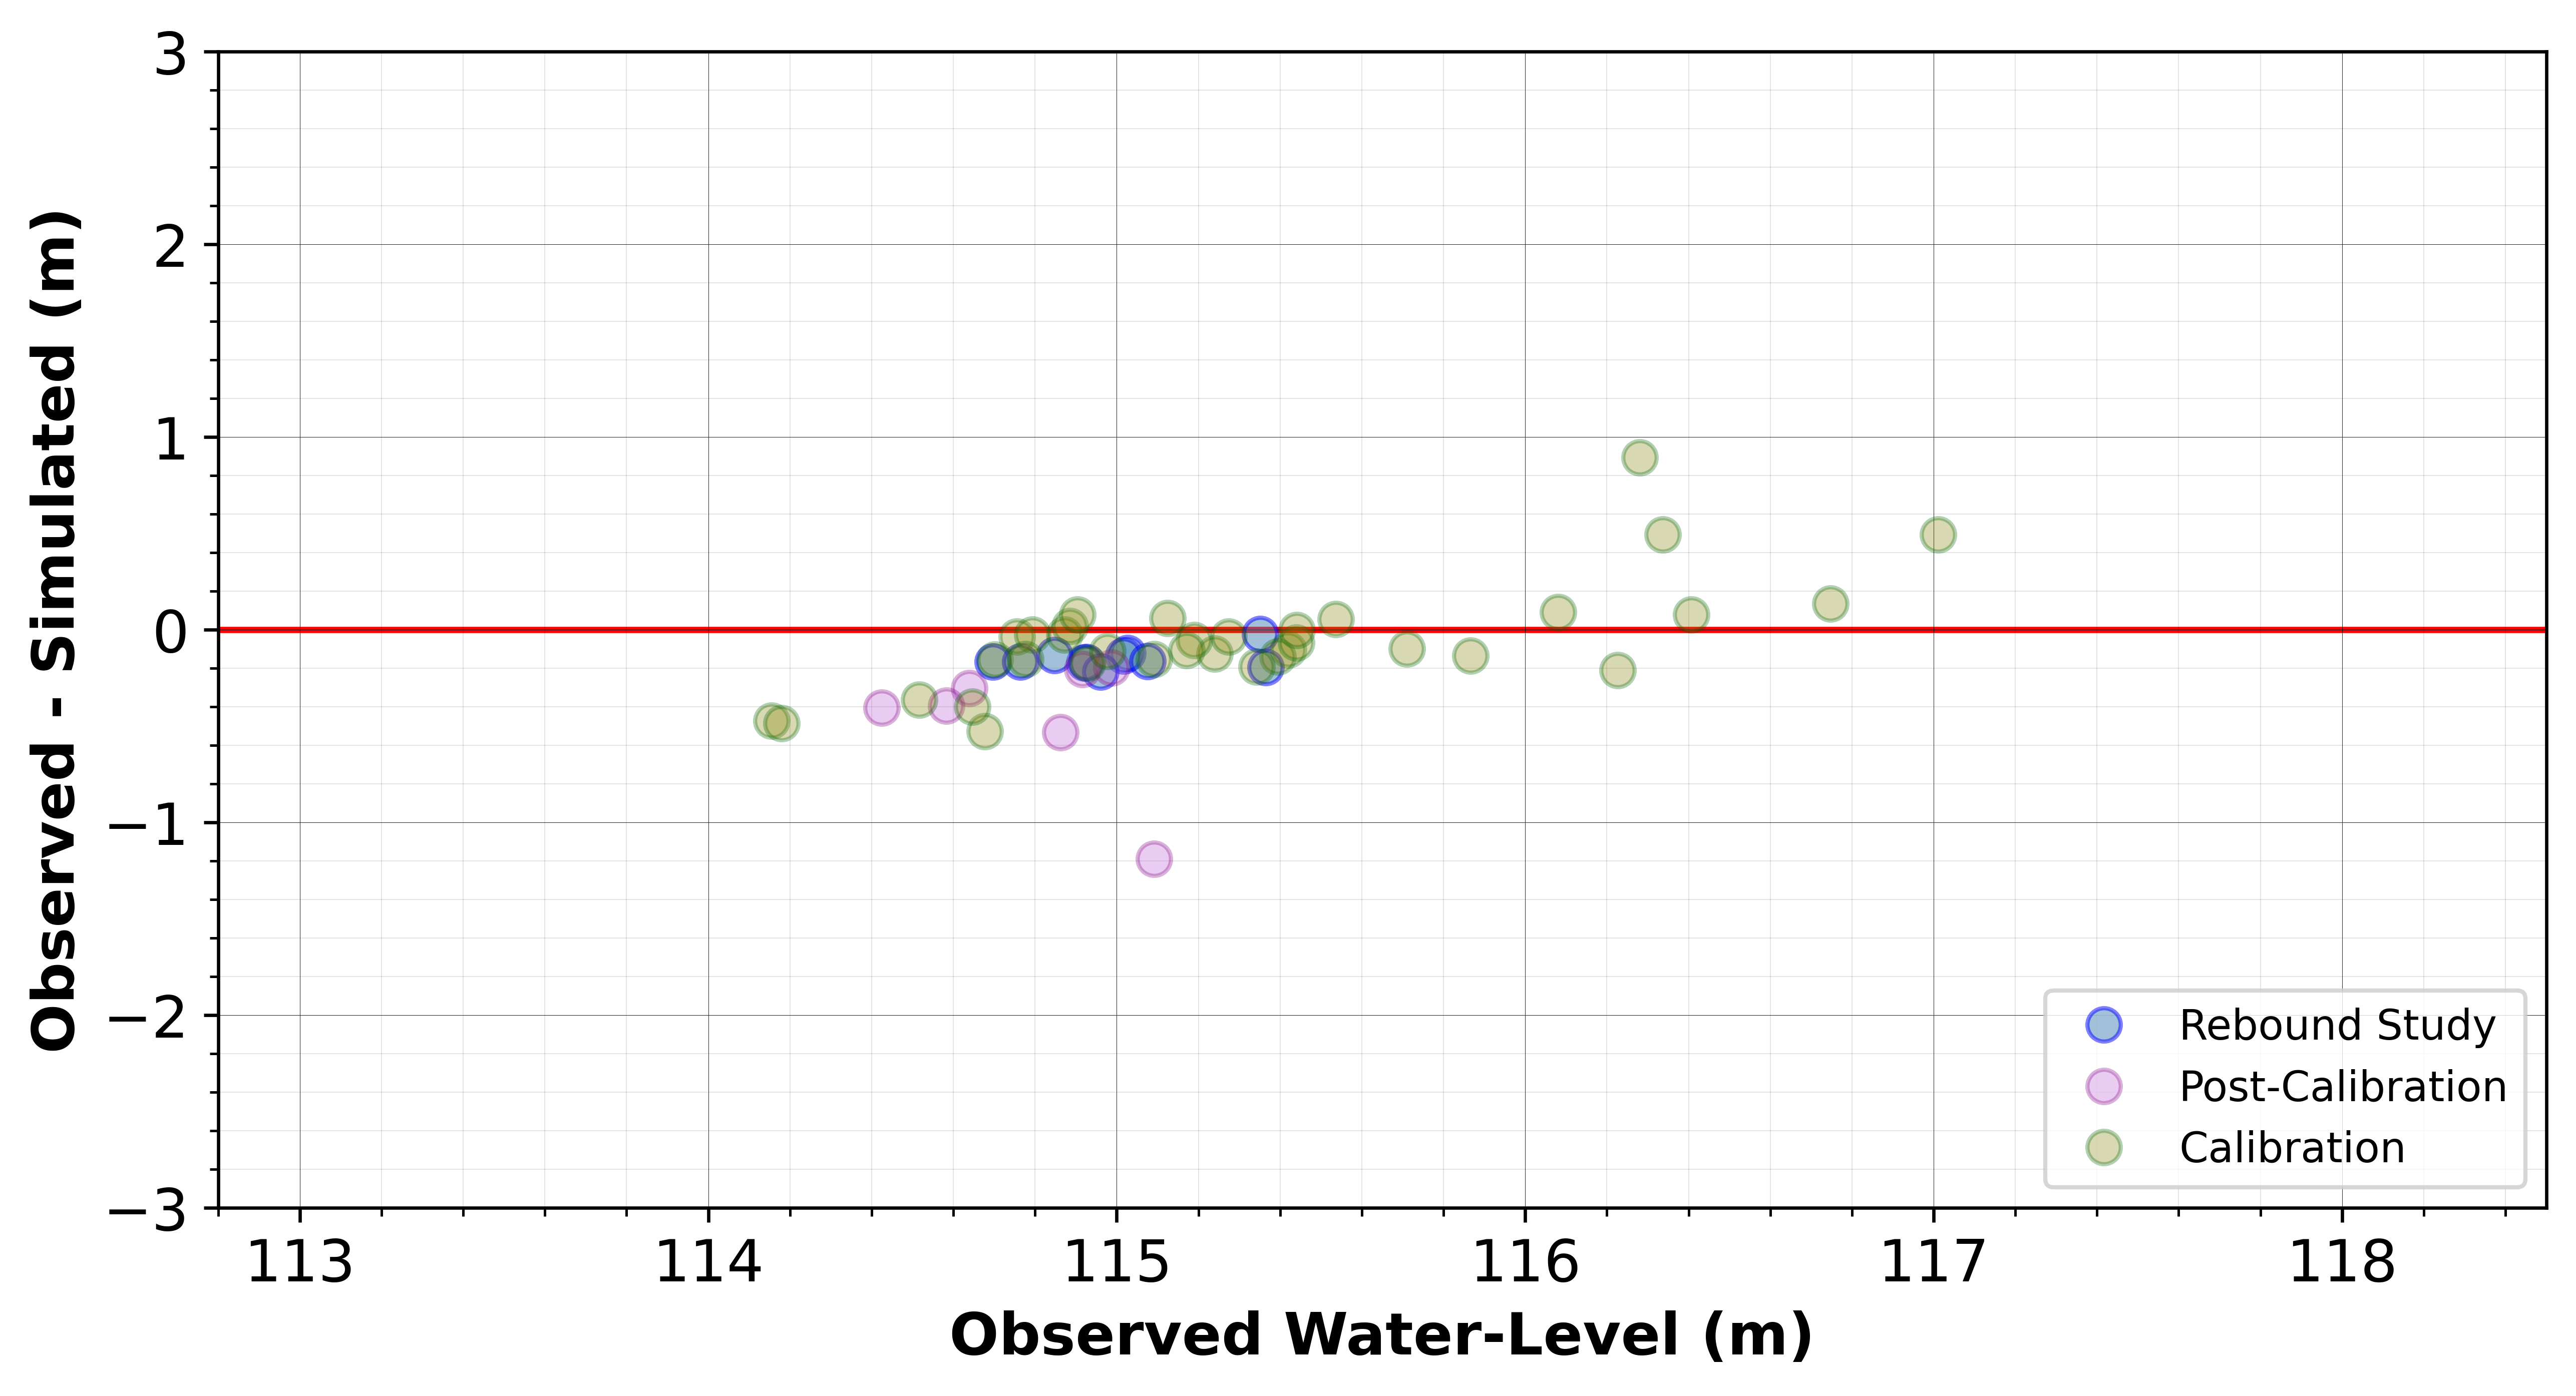 3
2
1
0
−1
−2
−3
Observed - Simulated (m)
113 114 115 116 117 118
Observed Water-Level (m)
Rebound Study
Post-Calibration
Calibration